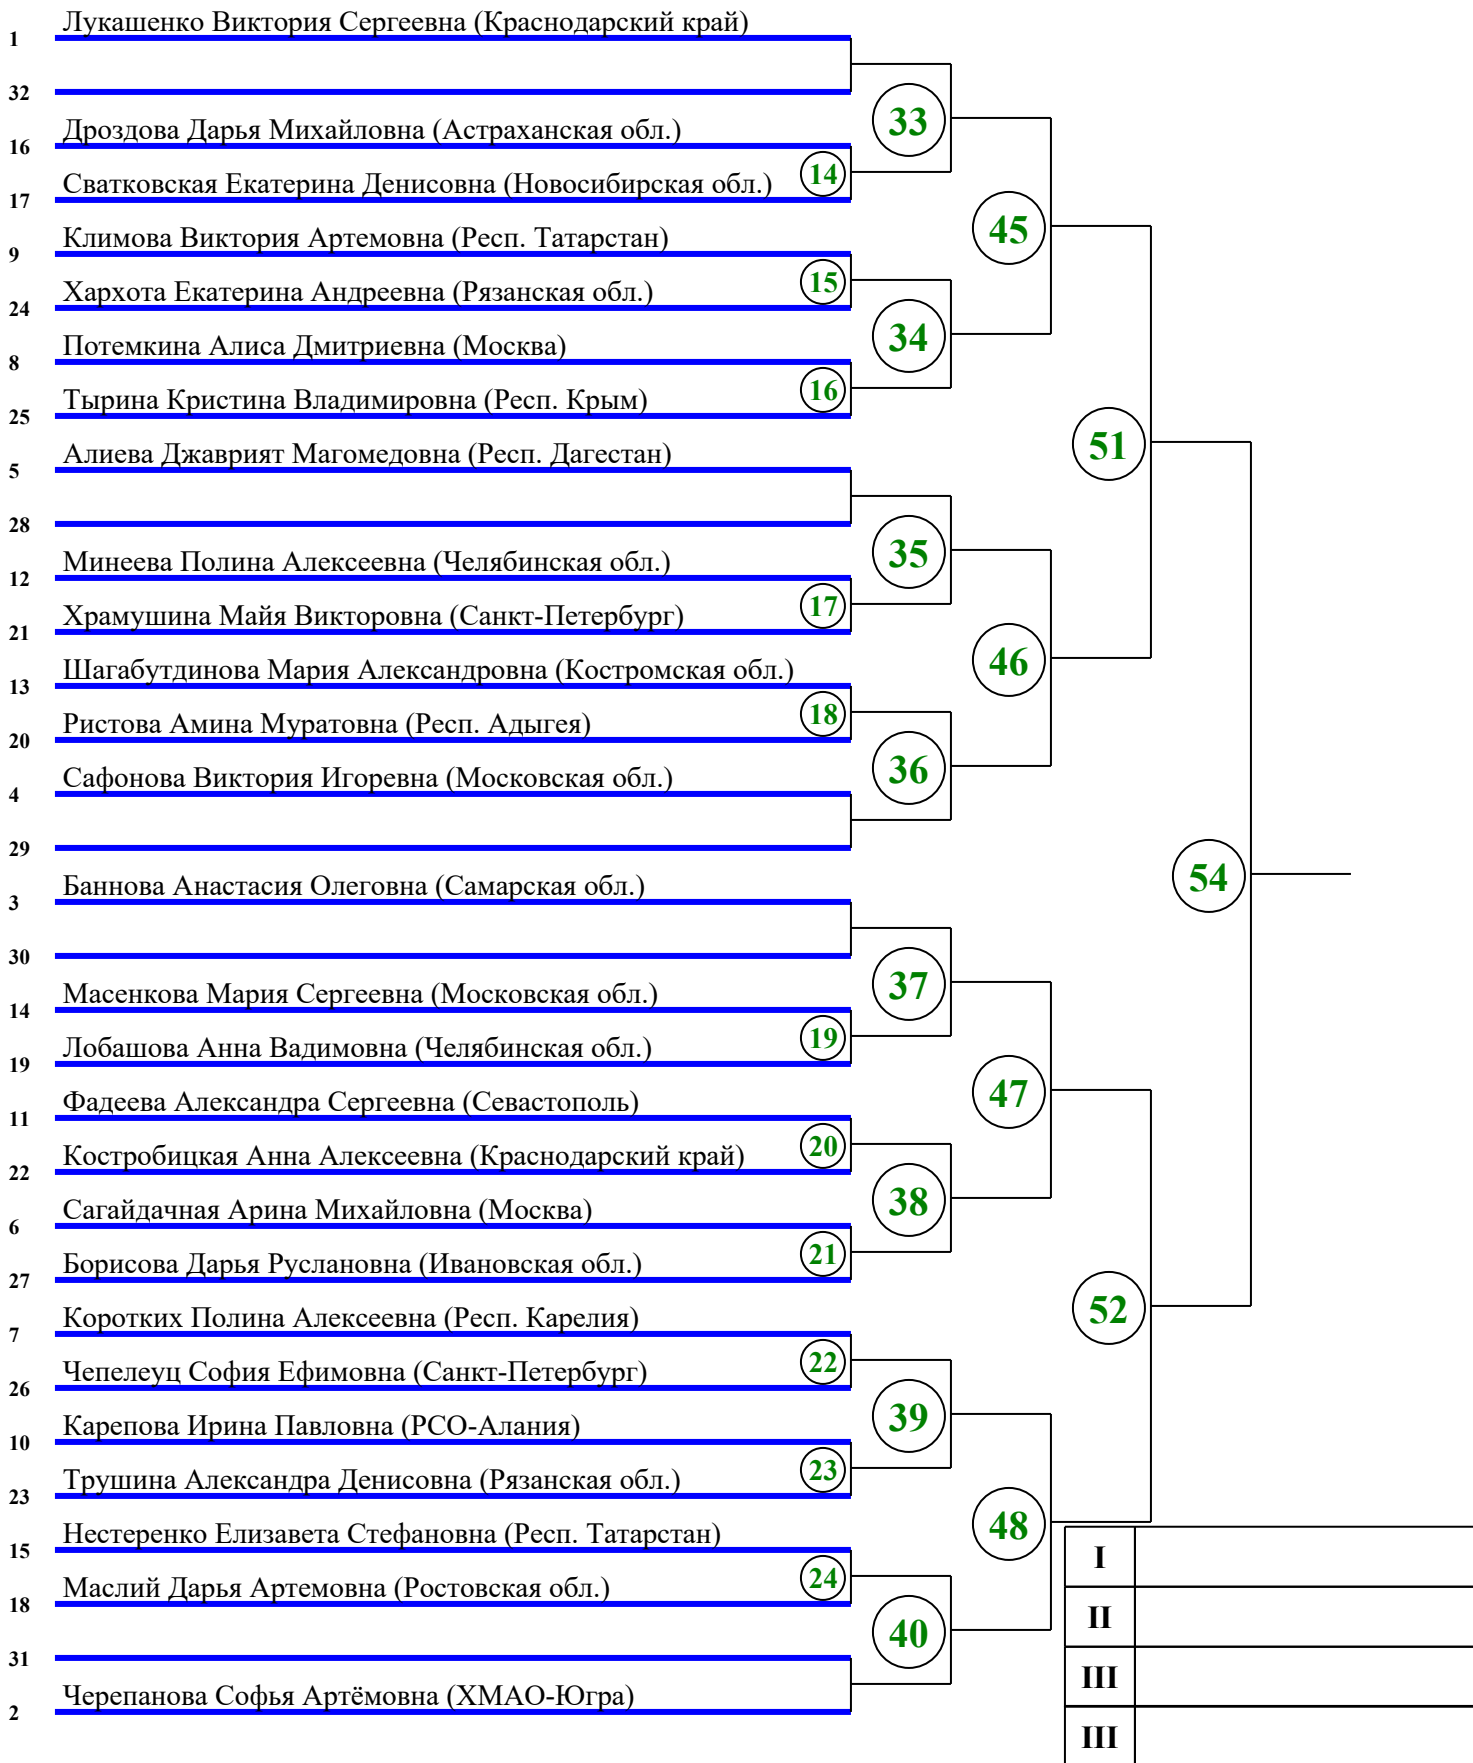 Лукашенко Виктория Сергеевна (Краснодарский край)
1
32
33
Дроздова Дарья Михайловна (Астраханская обл.)
16
Сватковская Екатерина Денисовна (Новосибирская обл.)
14
17
45
Климова Виктория Артемовна (Респ. Татарстан)
9
Хархота Екатерина Андреевна (Рязанская обл.)
15
24
34
Потемкина Алиса Дмитриевна (Москва)
8
Тырина Кристина Владимировна (Респ. Крым)
16
25
51
Алиева Джаврият Магомедовна (Респ. Дагестан)
5
28
35
Минеева Полина Алексеевна (Челябинская обл.)
12
Храмушина Майя Викторовна (Санкт-Петербург)
17
21
46
Шагабутдинова Мария Александровна (Костромская обл.)
13
Ристова Амина Муратовна (Респ. Адыгея)
18
20
36
Сафонова Виктория Игоревна (Московская обл.)
4
29
54
Баннова Анастасия Олеговна (Самарская обл.)
3
30
37
Масенкова Мария Сергеевна (Московская обл.)
14
Лобашова Анна Вадимовна (Челябинская обл.)
19
19
47
Фадеева Александра Сергеевна (Севастополь)
11
Костробицкая Анна Алексеевна (Краснодарский край)
20
22
38
Сагайдачная Арина Михайловна (Москва)
6
Борисова Дарья Руслановна (Ивановская обл.)
21
27
52
Коротких Полина Алексеевна (Респ. Карелия)
7
Чепелеуц София Ефимовна (Санкт-Петербург)
22
26
39
Карепова Ирина Павловна (РСО-Алания)
10
Трушина Александра Денисовна (Рязанская обл.)
23
23
48
Нестеренко Елизавета Стефановна (Респ. Татарстан)
15
I
Маслий Дарья Артемовна (Ростовская обл.)
24
18
II
40
31
III
Черепанова Софья Артёмовна (ХМАО-Югра)
2
III